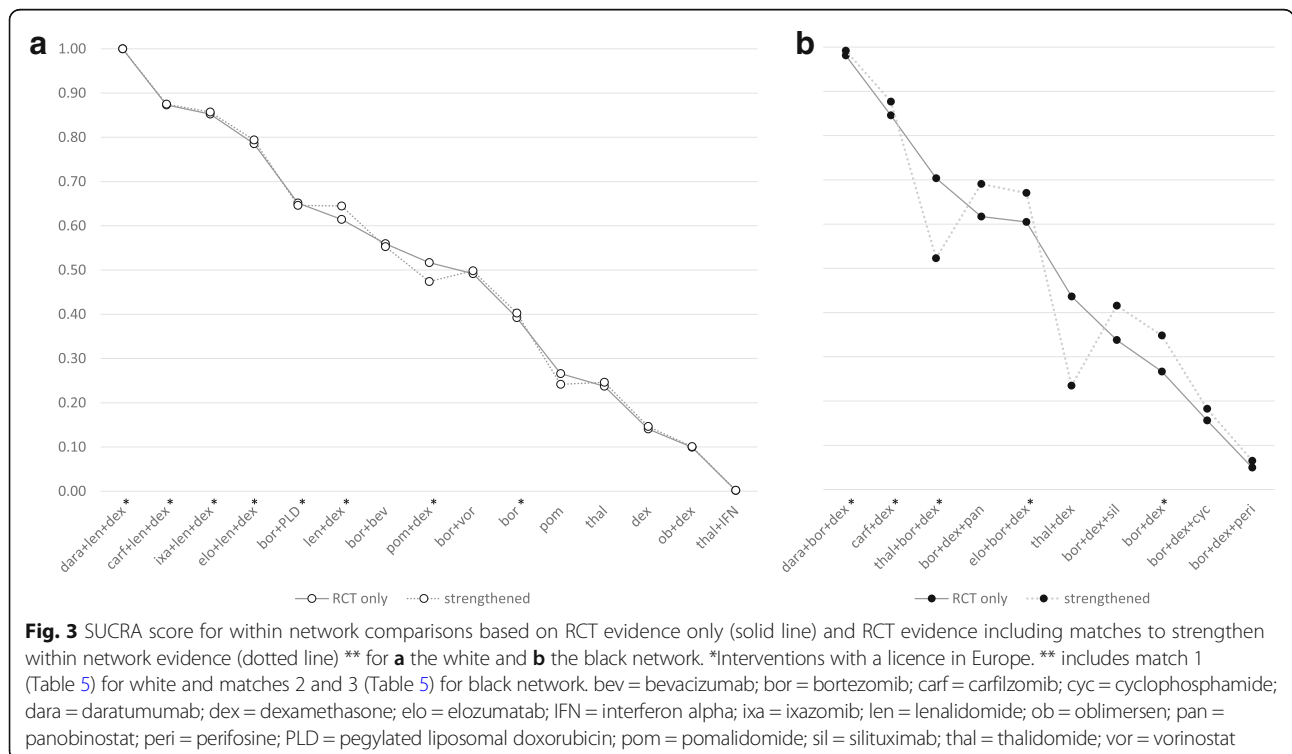 a
b
1.00
0.90
0.80
0.70
0.60
0.50
0.40
0.30
0.20
0.10
0.00
dara+len+dex*
carf+len+dex*
ixa+len+dex*
elo+len+dex*
bor+PLD*
len+dex*
bor+bev
pom+dex*
bor+vor
bor*
pom
thal
dex
ob+dex
thal+IFN
dara+bor+dex*
carf+dex*
thal+bor+dex*
bor+dex+pan
elo+bor+dex*
thal+dex
bor+dex+sil
bor+dex*
bor+dex+cyc
bor+dex+peri
RCT only strengthened
RCT only strengthened
Fig. 3 SUCRA score for within network comparisons based on RCT evidence only (solid line) and RCT evidence including matches to strengthen
within network evidence (dotted line) ** for a the white and b the black network. *Interventions with a licence in Europe. ** includes match 1
(Table 5) for white and matches 2 and 3 (Table 5) for black network. bev = bevacizumab; bor = bortezomib; carf = carfilzomib; cyc = cyclophosphamide;
dara = daratumumab; dex = dexamethasone; elo = elozumatab; IFN = interferon alpha; ixa = ixazomib; len = lenalidomide; ob = oblimersen; pan =
panobinostat; peri = perifosine; PLD = pegylated liposomal doxorubicin; pom = pomalidomide; sil = silituximab; thal = thalidomide; vor = vorinostat